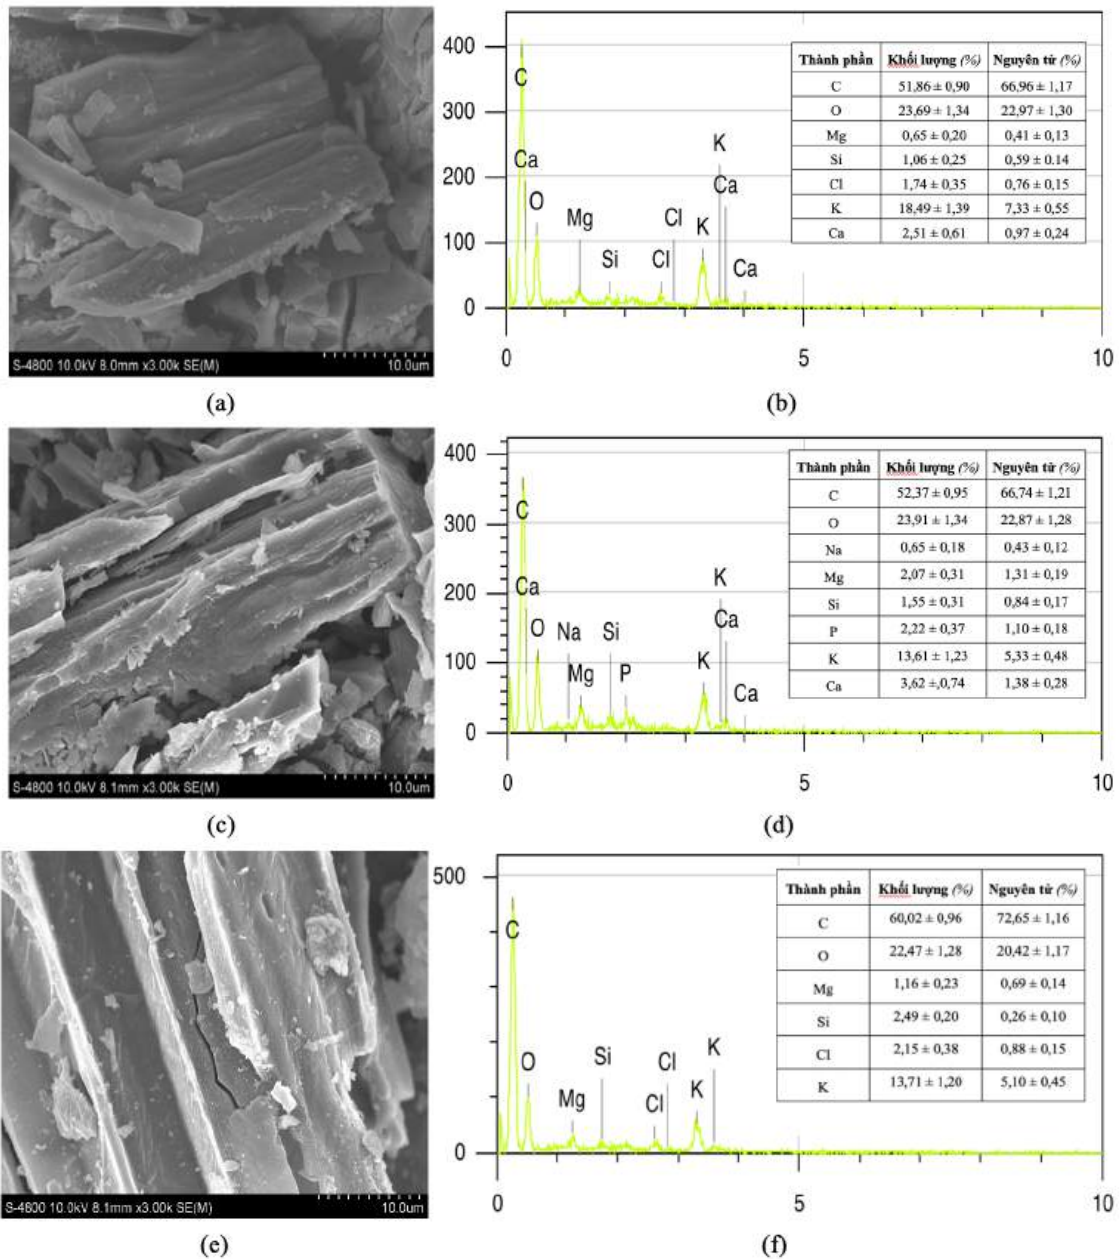 S-4800 10.0kV 8.0mm x3.00k SE(M) 10.0um
(a)
400
300
200
100
0
0 5 10
C
Ca
O
Mg
Si
Cl
Cl
K
K
Ca
Ca
Thành phần Khối lượng (%) Nguyên tử (%)
C 51,86 ± 0,90 66,96 ± 1,17
O 23,69 ± 1,34 22,97 ± 1,30
Mg 0,65 ± 0,20 0,41 ± 0,13
Si 1,06 ± 0,25 0,59 ± 0.14
Cl 1,74 ± 0,35 0,76 ± 0,15
K 18,49 ± 1,39 7,33 ± 0,55
Ca 2,51 ± 0,61 0,97 ± 0,24
(b)
S-4800 10.0kV 8.1mm x3.00k SE(M) 10.0um
(c)
400
300
200
100
0
0 5 10
C
Ca
O
Na
Mg
Si
P
K
K
Ca
Ca
Thành phần Khối lượng (%) Nguyên tử (%)
C 52,37 ± 0,95 66,74 ± 1,21
O 23,91 ± 1,34 22,87 ± 1,28
Na 0,65 ± 0,18 0,43 ± 0,12
Mg 2,07 ± 0,31 1,31 ± 0,19
Si 1,55 ± 0,31 0,84 ± 0,17
P 2,22 ± 0,37 1,10 ± 0,18
K 13,61 ± 1,23 5,33 ± 0,48
Ca 3,62 ±,0,74 1,38 ± 0,28
(d)
S-4800 10.0kV 8.1mm x3.00k SE(M) 10.0um
(e)
500
0
0 5 10
C
O
Mg
Si
Cl
Cl
K
K
Thành phần Khối lượng (%) Nguyên tử (%)
C 60,02 ± 0,96 72,65 ± 1,16
O 22,47 ± 1,28 20,42 ± 1,17
Mg 1,16 ± 0,23 0,69 ± 0,14
Si 2,49 ± 0,20 0,26 ± 0,10
Cl 2,15 ± 0,38 0,88 ± 0,15
K 13,71 ± 1,20 5,10 ± 0,45
(f)